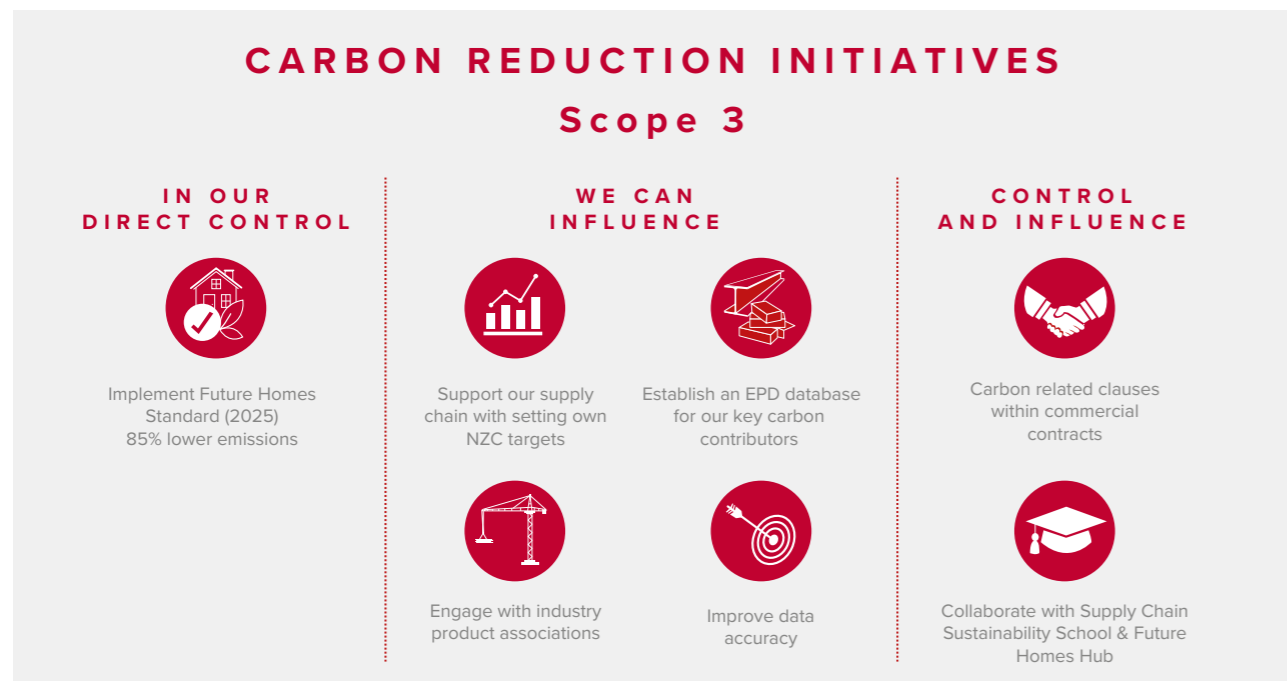 CARBON REDUCTION INITIATIVES
Scope 3
IN OUR
DIRECT CONTROL
Implement Future Homes
Standard (2025)
85% lower emissions
WE CAN
INFLUENCE
Support our supply
chain with setting own
NZC targets
Establish an EPD database
for our key carbon
contributors
Engage with industry
product associations
Improve data
accuracy
CONTROL
AND INFLUENCE
Carbon related clauses
within commercial
contracts
Collaborate with Supply Chain
Sustainability School & Future
Homes Hub